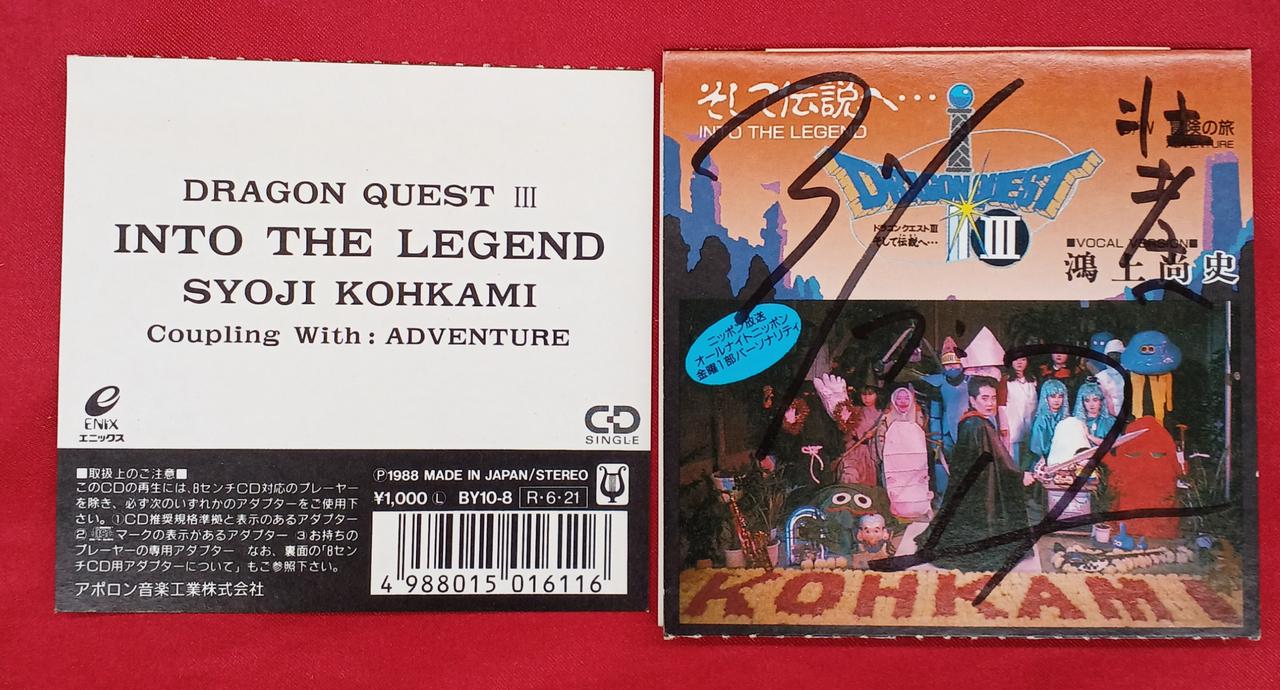 DRAGON QUEST III
INTO THE LEGEND
SYOJI KOHKAMI
Coupling With: ADVENTURE
ENIX
エニックス
CD
SINGLE
■取扱上のご注意■
このCDの再生には、8センチCD対応のプレーヤー
を除き、必ず次のいずれかのアダプターをご使用下
さい。①CD推奨規格準拠と表示のあるアダプター
2 マークの表示があるアダプター 3お持ちの
プレーヤーの専用アダプター なお、裏面の「8セン
チCD用アダプターについて」もご参照下さい。
アポロン音楽工業株式会社
Ⓟ1988 MADE IN JAPAN/STEREO
¥1,000 Ⓛ BY10-8 R・6・21
4 988015 016116
そして伝説へ…
INTO THE LEGEND
冒険の旅
ADVENTURE
DRAGON QUEST
III
ドラゴンクエストIII
そして伝説へ…
■VOCAL VERSION■
鴻上尚史
ニッポン放送
オールナイトニッポン
金曜1部パーソナリティ
KOHKAMI